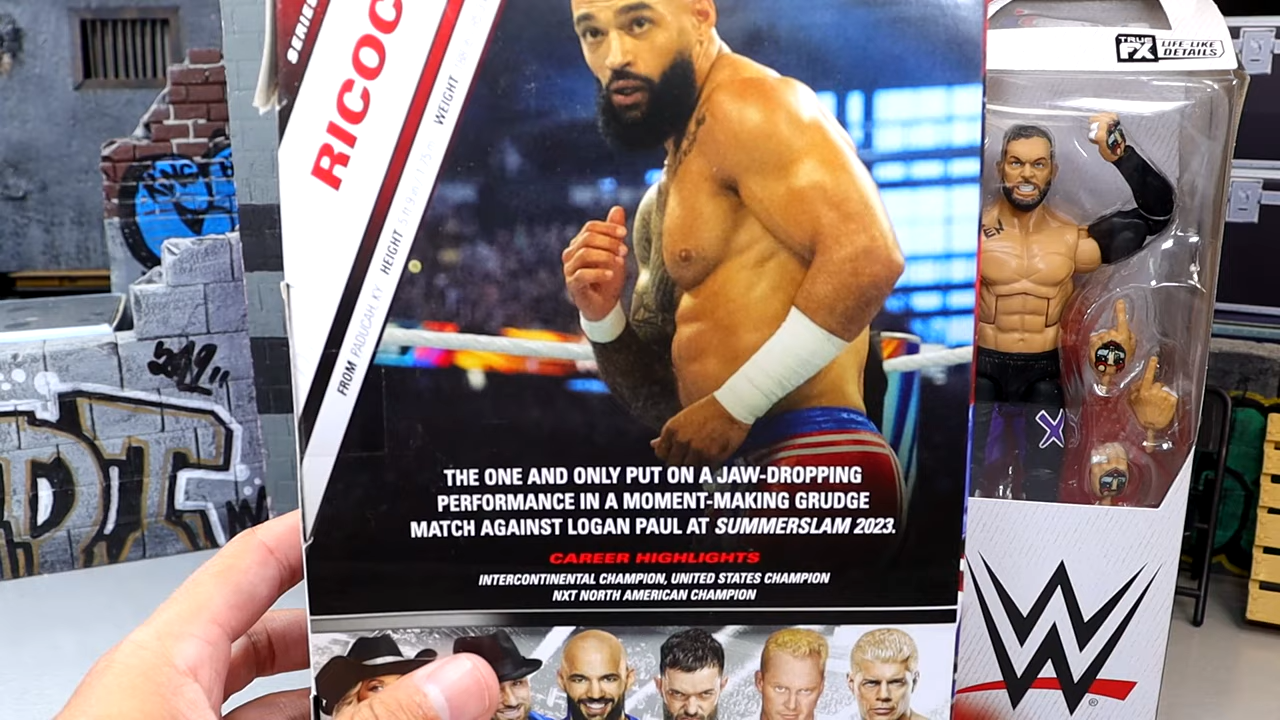 SERIES
RICOC
WEIGHT
FROM PADUCAH, KY HEIGHT
THE ONE AND ONLY PUT ON A JAW-DROPPING
PERFORMANCE IN A MOMENT-MAKING GRUDGE
MATCH AGAINST LOGAN PAUL AT SUMMERSLAM 2023.
CAREER HIGHLIGHTS
INTERCONTINENTAL CHAMPION, UNITED STATES CHAMPION
NXT NORTH AMERICAN CHAMPION
TRUE FX LIFE-LIKE
DETAILS
X
W
DT